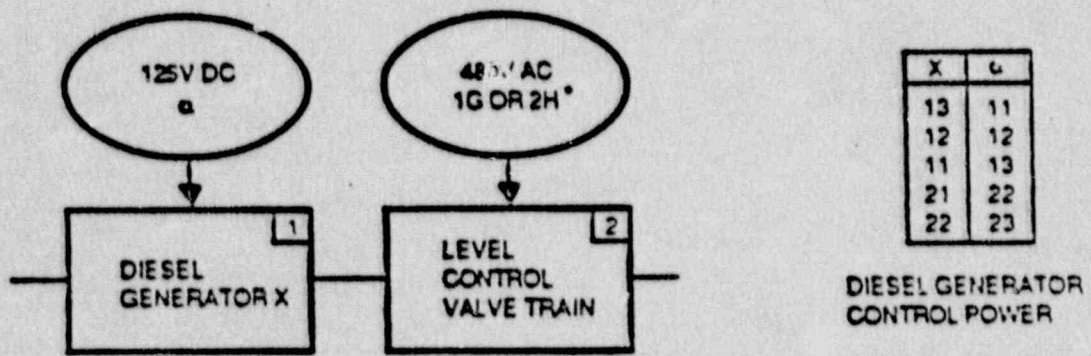 125V DC
a
AC
1G OR 2H*
1
DIESEL
GENERATOR X
2
LEVEL
CONTROL
VALVE TRAIN
X
13 11
12 12
11 13
21 22
22 23
DIESEL GENERATOR
CONTROL POWER